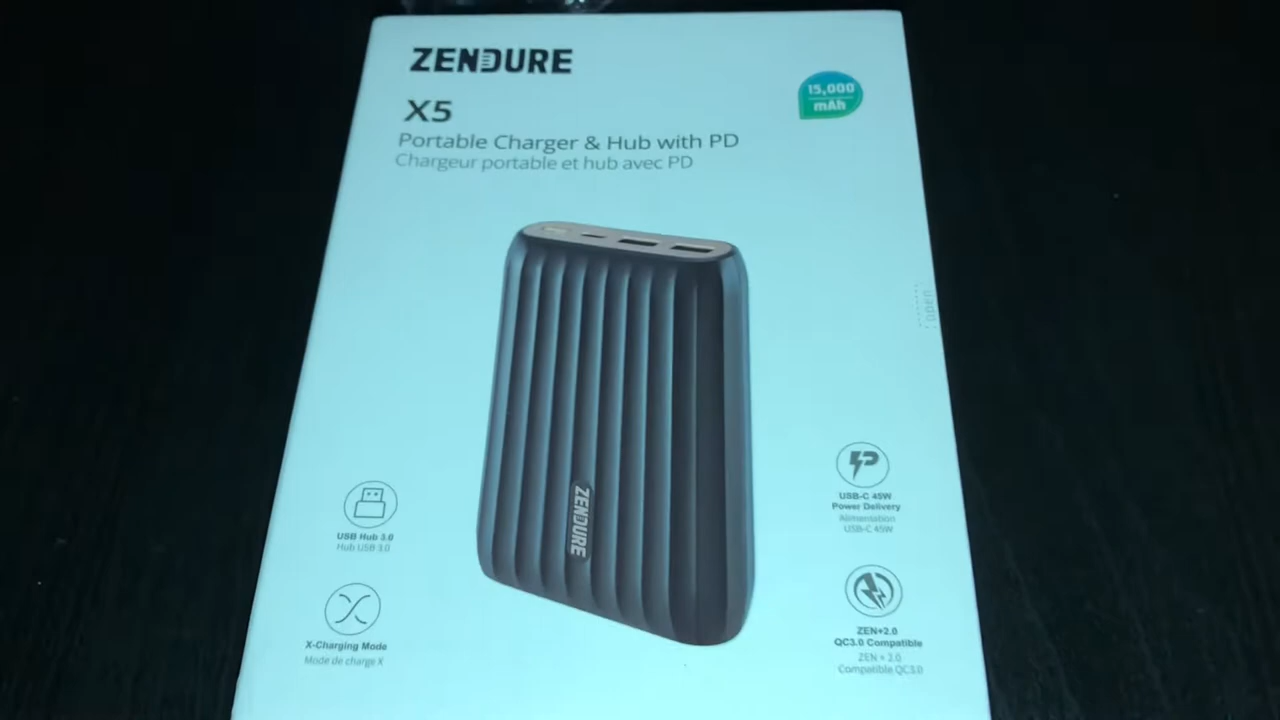 ZENDURE
X5
15,000
mAh
Portable Charger & Hub with PD
Chargeur portable et hub avec PD
open
ZENDURE
USB Hub 3.0
Hub USB 3.0
X-Charging Mode
Mode de charge X
USB-C 45W
Power Delivery
Alimentation
USB-C 45W
ZEN+2.0
QC3.0 Compatible
ZEN + 2.0
Compatible QC3.0